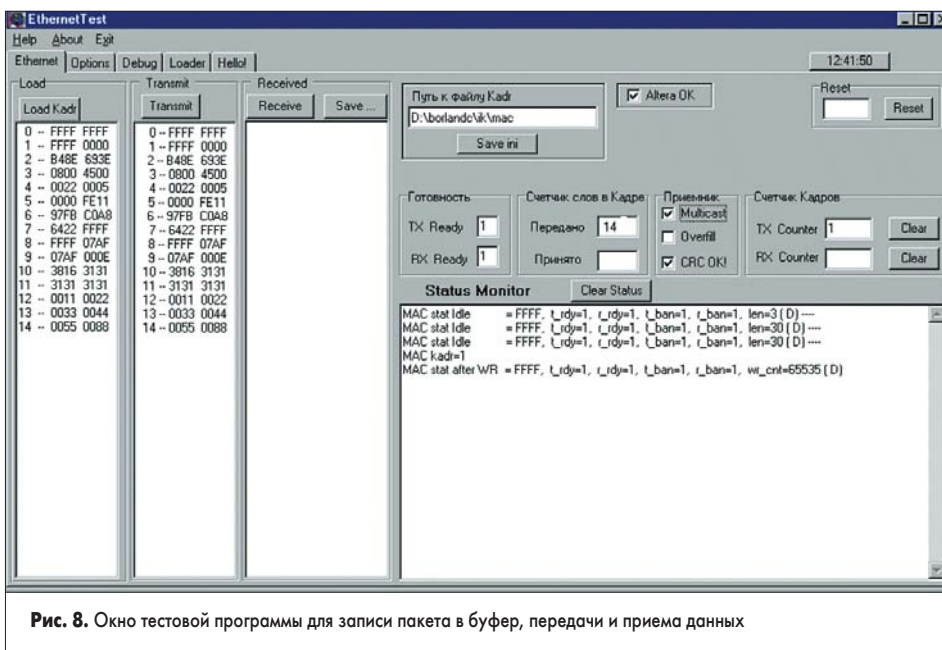 EthernetTest
Help About Exit
Ethernet Options Debug Loader Hello!
12:41:50
Load
Load Kadr
0 -- FFFF FFFF
1 -- FFFF 0000
2 -- B48E 693E
3 -- 0800 4500
4 -- 0022 0005
5 -- 0000 FE11
6 -- 97FB C0A8
7 -- 6422 FFFF
8 -- FFFF 07AF
9 -- 07AF 000E
10 -- 3816 3131
11 -- 3131 3131
12 -- 0011 0022
13 -- 0033 0044
14 -- 0055 0088
Transmit
Transmit
0 -- FFFF FFFF
1 -- FFFF 0000
2 -- B48E 693E
3 -- 0800 4500
4 -- 0022 0005
5 -- 0000 FE11
6 -- 97FB C0A8
7 -- 6422 FFFF
8 -- FFFF 07AF
9 -- 07AF 000E
10 -- 3816 3131
11 -- 3131 3131
12 -- 0011 0022
13 -- 0033 0044
14 -- 0055 0088
Received
Receive Save ...
Путь к файлу Kadr
D:\borlandc\ik\mac
Save ini
Altera OK
Reset
Reset
Готовность
TX Ready 1
RX Ready 1
Счетчик слов в Кадре
Передано 14
Принято
Приемник
Multicast
Overfill
CRC OK!
Счетчик Кадров
TX Counter 1 Clear
RX Counter Clear
Status Monitor Clear Status
MAC stat Idle = FFFF, t_rdy=1, r_rdy=1, t_ban=1, r_ban=1, len=3 ( D) ----
MAC stat Idle = FFFF, t_rdy=1, r_rdy=1, t_ban=1, r_ban=1, len=30 ( D) ----
MAC stat Idle = FFFF, t_rdy=1, r_rdy=1, t_ban=1, r_ban=1, len=30 ( D) ----
MAC kadr=1
MAC stat after WR = FFFF, t_rdy=1, r_rdy=1, t_ban=1, r_ban=1, wr_cnt=65535 ( D)
Рис. 8. Окно тестовой программы для записи пакета в буфер, передачи и приема данных